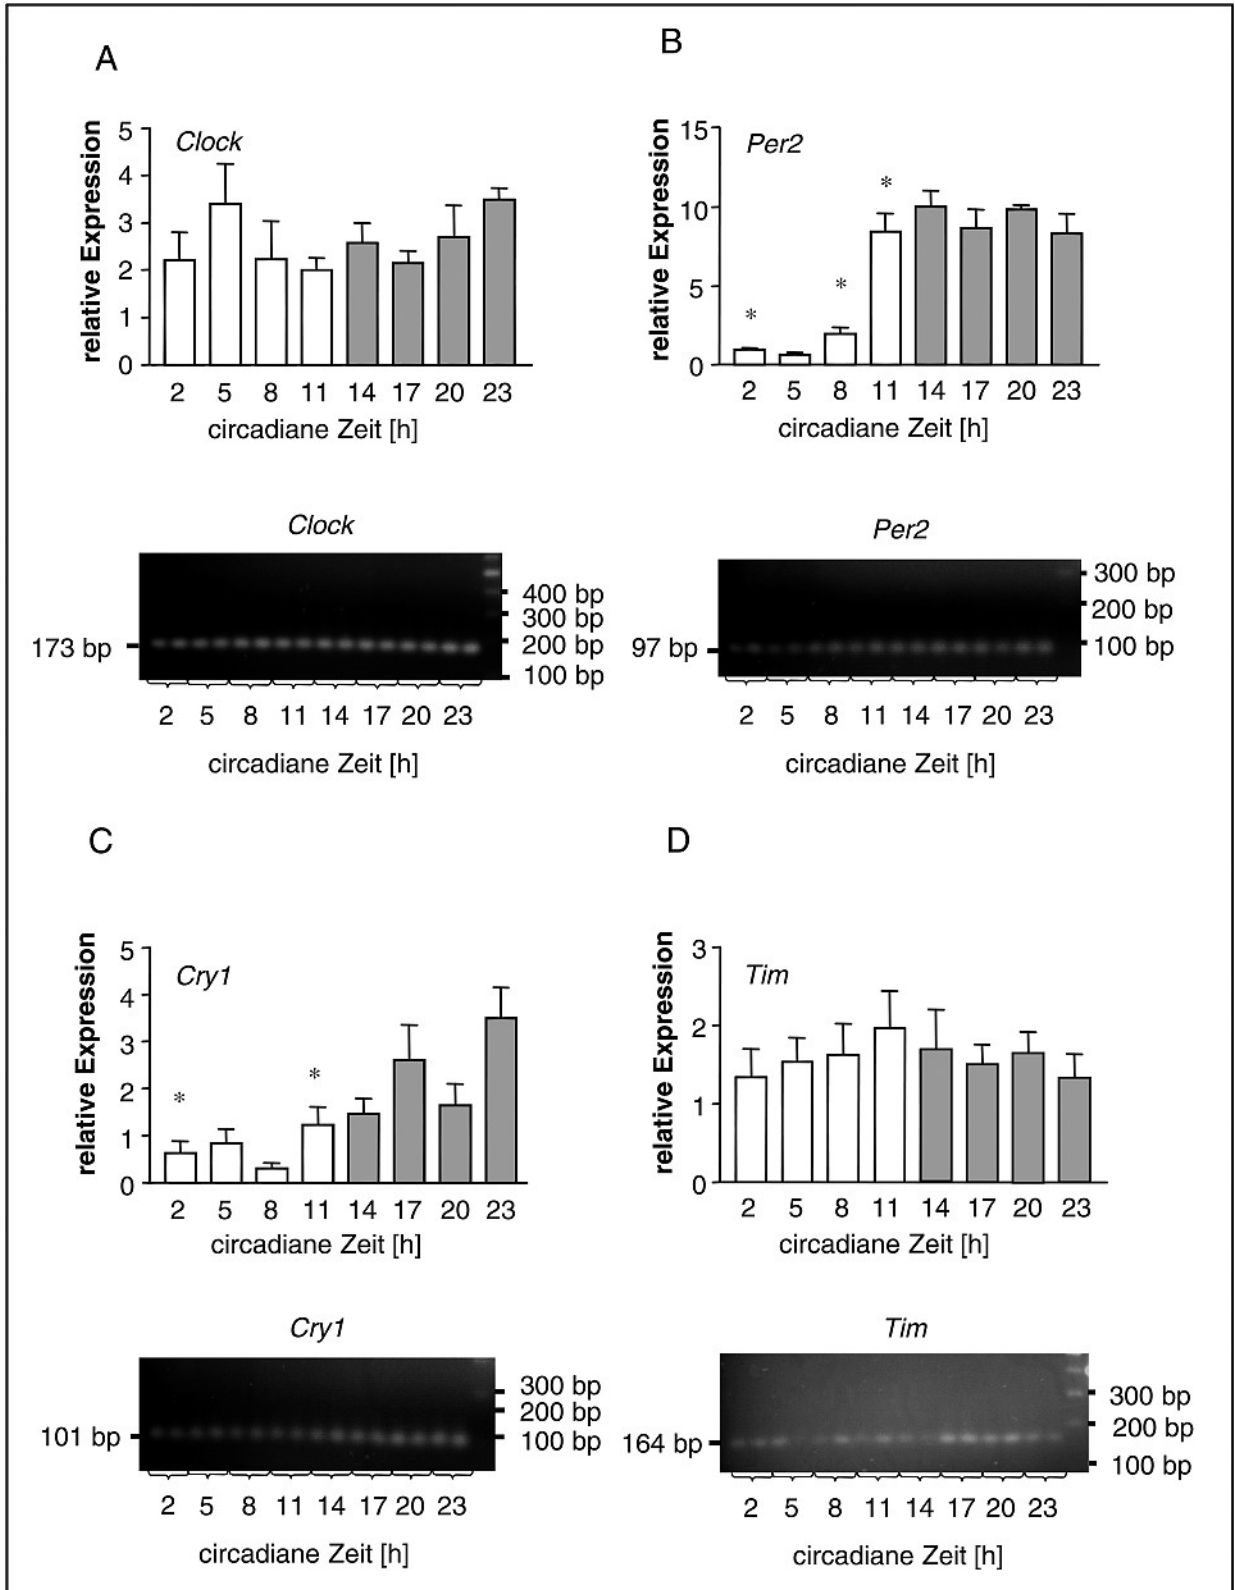 A
relative Expression
Clock
5
4
3
2
1
0
2 5 8 11 14 17 20 23
circadiane Zeit [h]
Clock
173 bp
400 bp
300 bp
200 bp
100 bp
2 5 8 11 14 17 20 23
circadiane Zeit [h]
B
relative Expression
Per2
15
10
5
0
* * *
2 5 8 11 14 17 20 23
circadiane Zeit [h]
Per2
97 bp
300 bp
200 bp
100 bp
2 5 8 11 14 17 20 23
circadiane Zeit [h]
C
relative Expression
Cry1
5
4
3
2
1
0
* *
2 5 8 11 14 17 20 23
circadiane Zeit [h]
Cry1
101 bp
300 bp
200 bp
100 bp
2 5 8 11 14 17 20 23
circadiane Zeit [h]
D
relative Expression
Tim
3
2
1
0
2 5 8 11 14 17 20 23
circadiane Zeit [h]
Tim
164 bp
300 bp
200 bp
100 bp
2 5 8 11 14 17 20 23
circadiane Zeit [h]